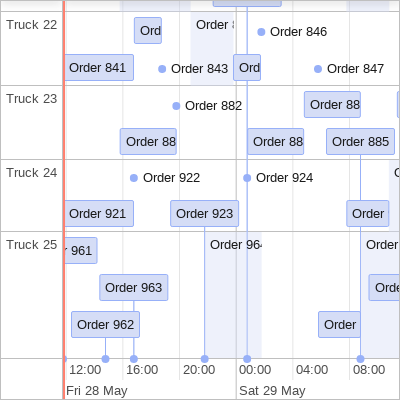 Truck 22
Ord
Order
Order 846
Order 841
Order 843
Ord
Order 847
Truck 23
Order 882
Order 88
Order 88
Order 88
Order 885
Truck 24
Order 922
Order 924
Order 921
Order 923
Order
Truck 25
961
Order 964
Order
Order 963
Orde
Order 962
Order
12:00
16:00
20:00
00:00
04:00
08:00
Fri 28 May
Sat 29 May